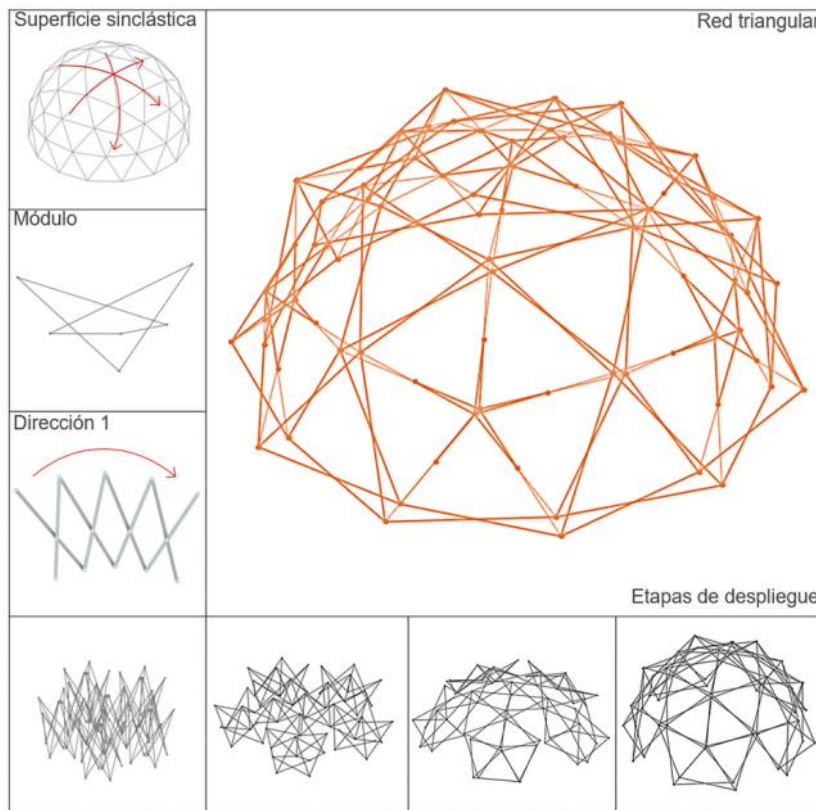 Superficie sinclástica
Red triangular
Módulo
Dirección 1
Etapas de despliegue